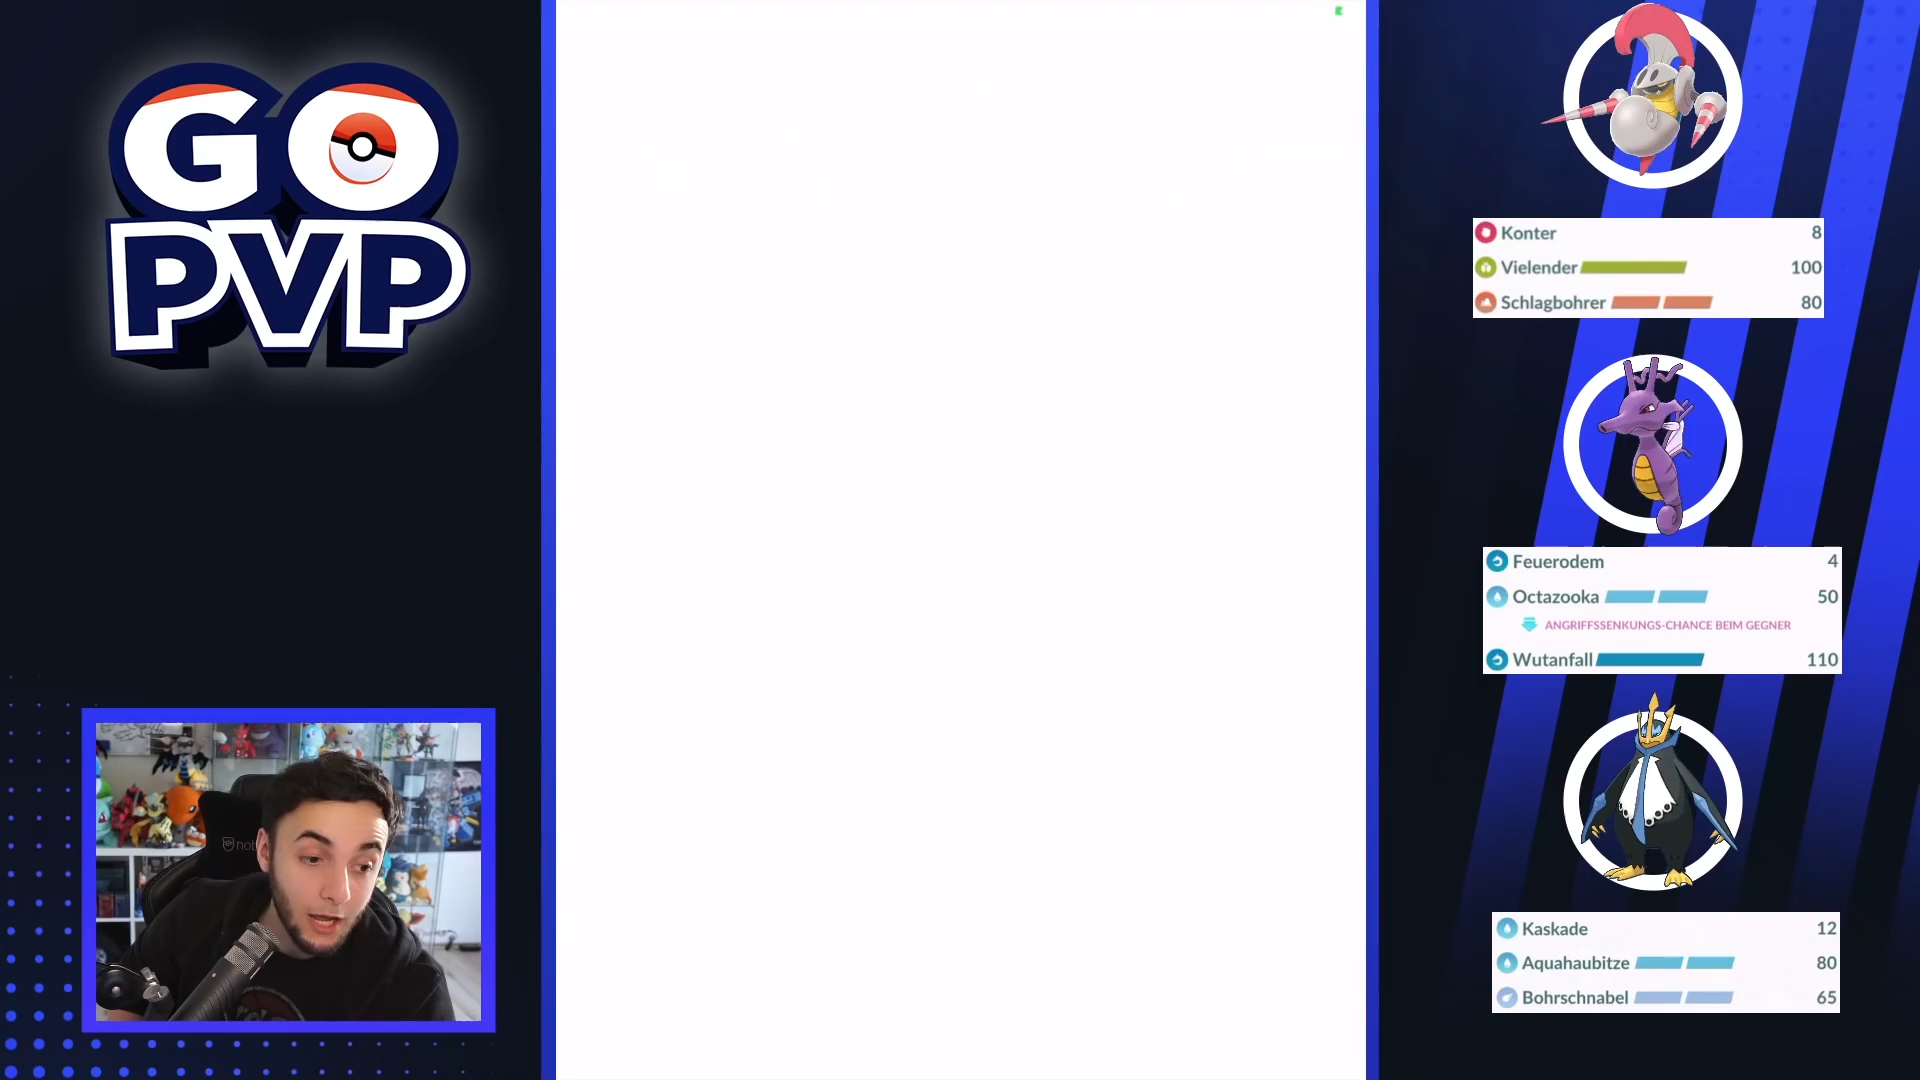 GO
PVP
nob
Konter 8
Vielender 100
Schlagbohrer 80
Feuerodem 4
Octazooka 50
ANGRIFFSSENKUNGS-CHANCE BEIM GEGNER
Wutanfall 110
Kaskade 12
Aquahaubitze 80
Bohrschnabel 65